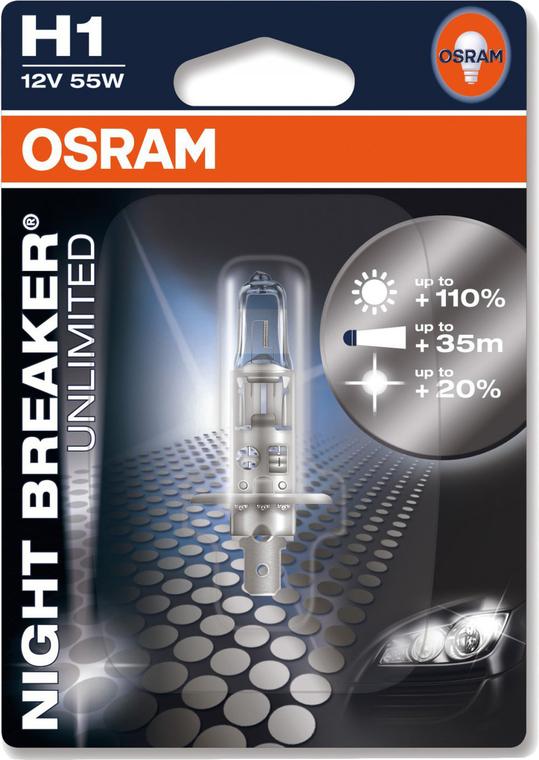 H1
12V 55W
OSRAM
OSRAM
NIGHT BREAKER®
UNLIMITED
up to
+ 110%
up to
+ 35m
up to
+ 20%